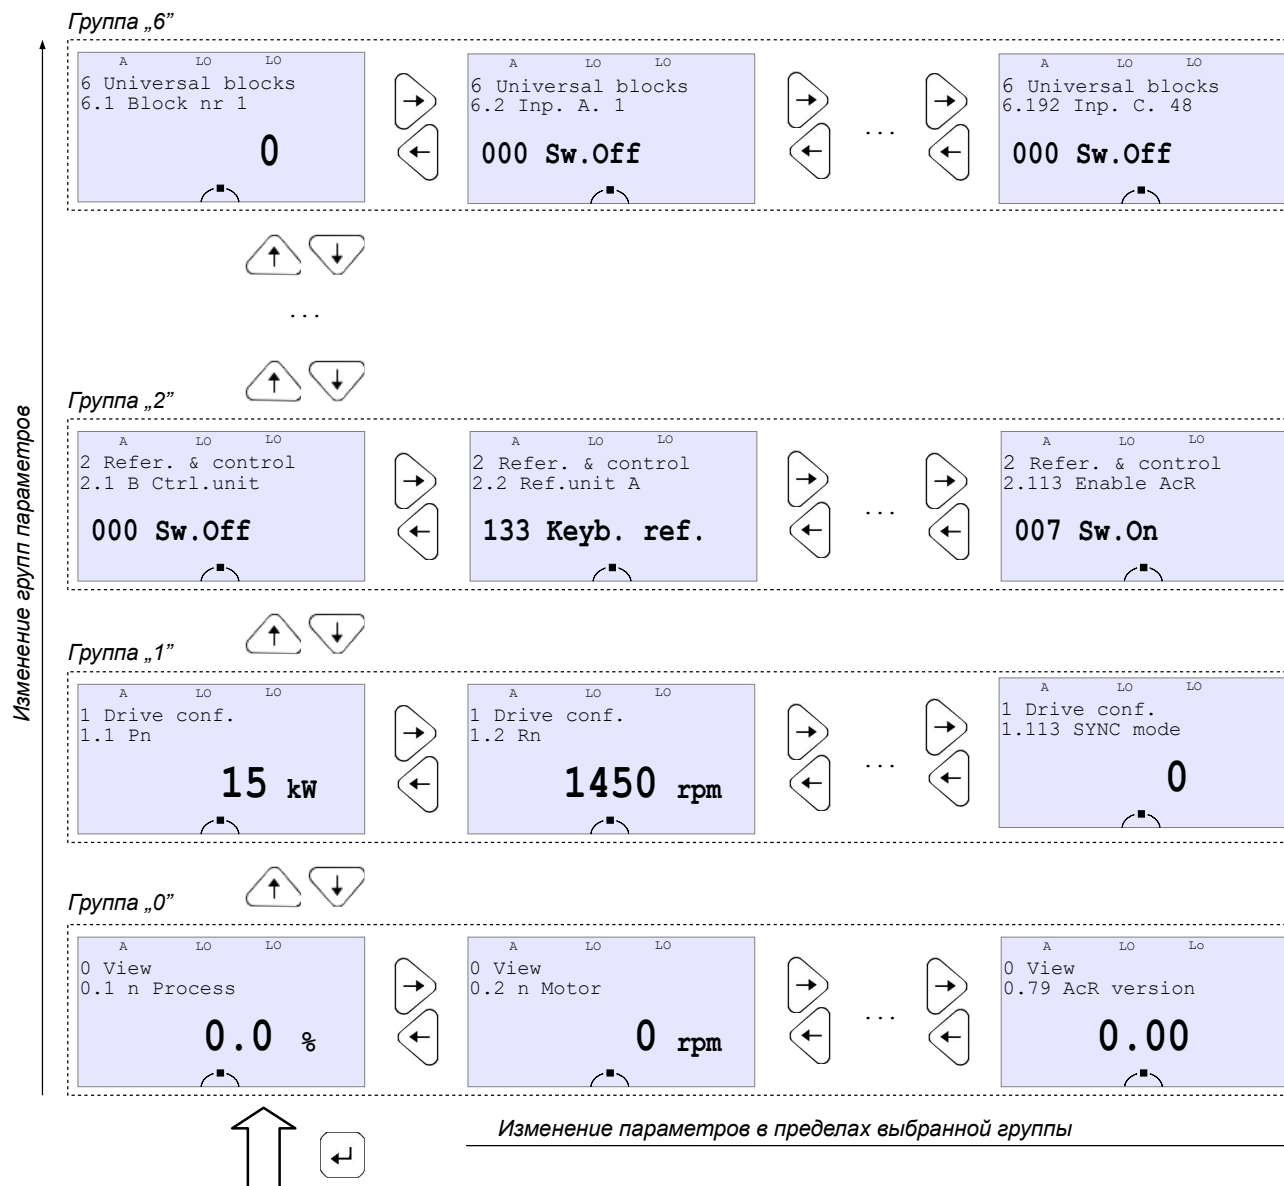 Группа „6”
A LO LO
6 Universal blocks
6.1 Block nr 1
0
A LO LO
6 Universal blocks
6.2 Inp. A. 1
000 Sw.Off
...
A LO LO
6 Universal blocks
6.192 Inp. C. 48
000 Sw.Off
...
Изменение групп параметров
Группа „2”
A LO LO
2 Refer. & control
2.1 B Ctrl.unit
000 Sw.Off
A LO LO
2 Refer. & control
2.2 Ref.unit A
133 Keyb. ref.
...
A LO LO
2 Refer. & control
2.113 Enable AcR
007 Sw.On
Группа „1”
A LO LO
1 Drive conf.
1.1 Pn
15 kW
A LO LO
1 Drive conf.
1.2 Rn
1450 rpm
...
A LO LO
1 Drive conf.
1.113 SYNC mode
0
Группа „0”
A LO LO
0 View
0.1 n Process
0.0 %
A LO LO
0 View
0.2 n Motor
0 rpm
...
A LO Lo
0 View
0.79 AcR version
0.00
Изменение параметров в пределах выбранной группы